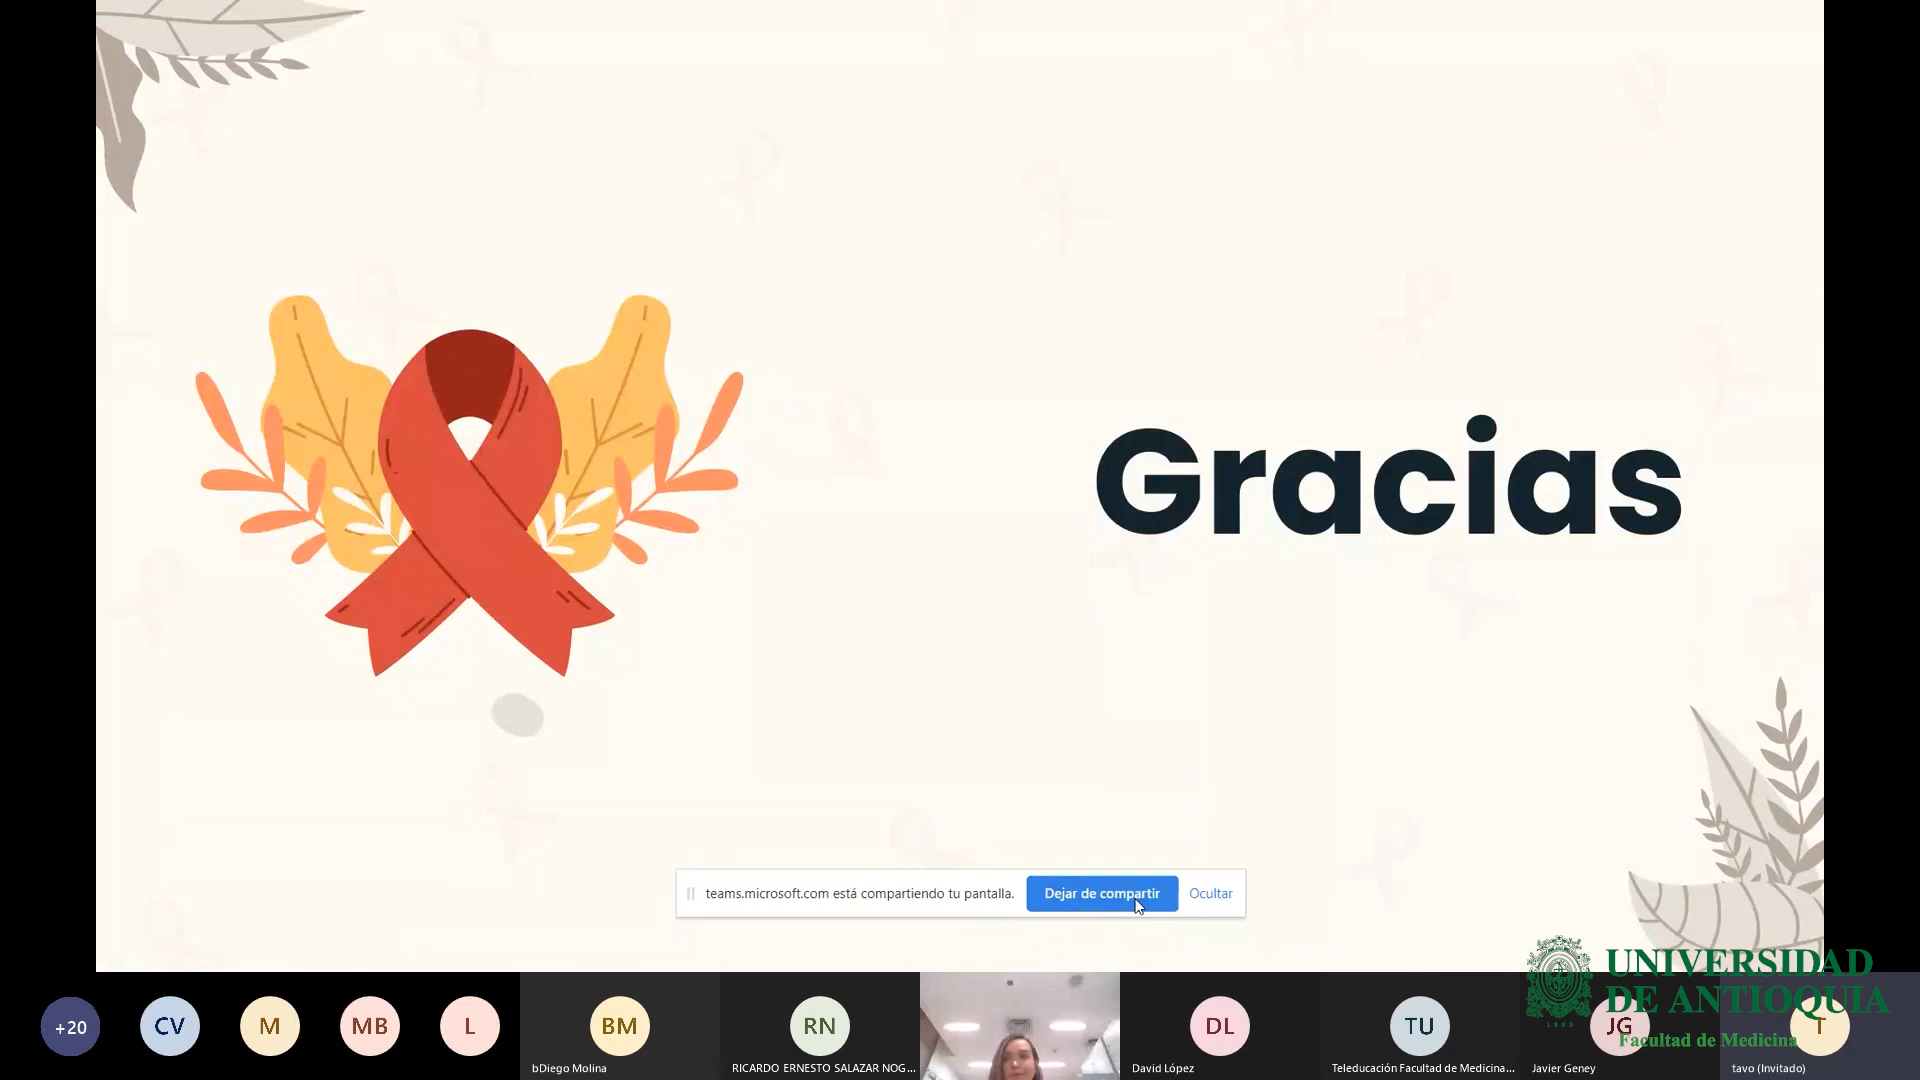 Gracias
teams.microsoft.com está compartiendo tu pantalla.
Dejar de compartir
Ocultar
UNIVERSIDAD
DE ANTIOQUIA
1803
Facultad de Medicina
+20
CV
M
MB
L
BM
RN
DL
TU
JG
T
bDiego Molina
RICARDO ERNESTO SALAZAR NOG...
David López
Teleducación Facultad de Medicina...
Javier Geney
tavo (Invitado)